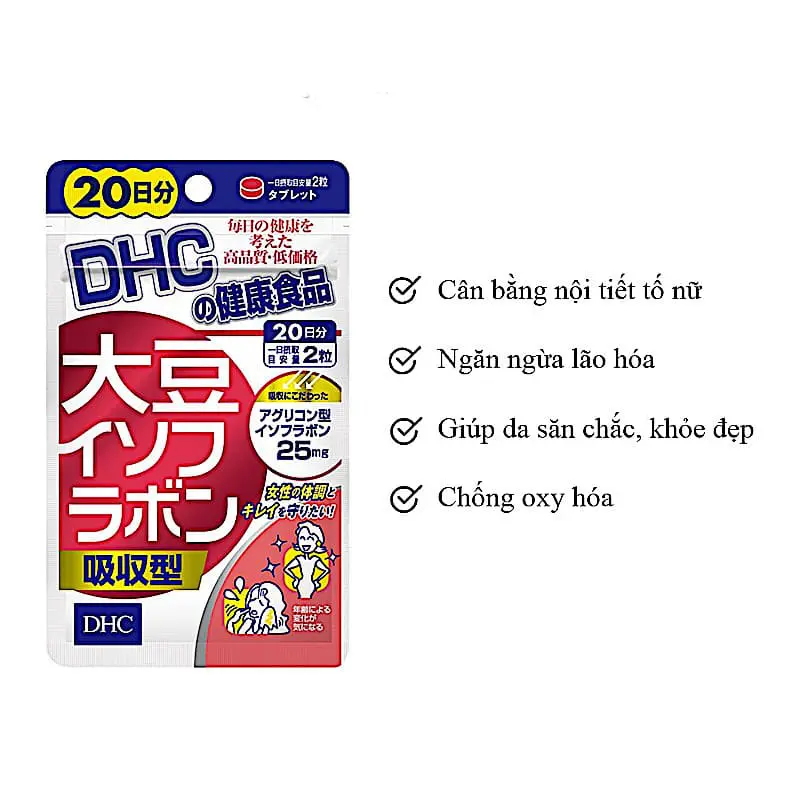 20日分
一日摂取目安量2粒
タブレット
毎日の健康を
考えた
高品質・低価格
DHC
の健康食品
20日分
一日摂取
目安量2粒
大豆
イソフ
ラボン
吸収型
吸収にこだわった
アグリコン型
イソフラボン
25mg
女性の体調と
キレイを守りたい!
年齢による
変化が
気になる
DHC
Cân bằng nội tiết tố nữ
Ngăn ngừa lão hóa
Giúp da săn chắc, khỏe đẹp
Chống oxy hóa